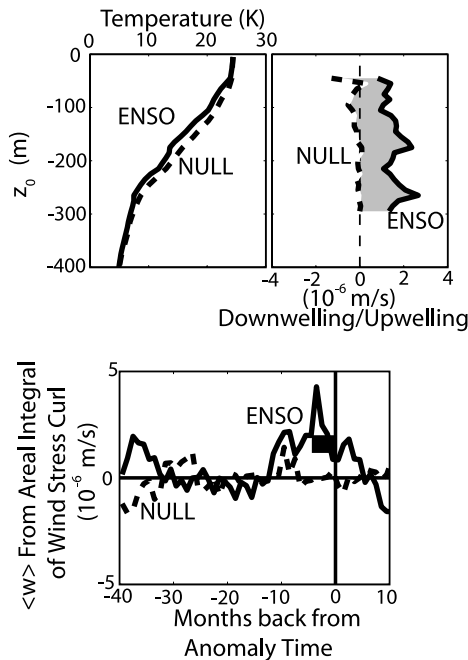 Temperature (K)
0 10 20 30
0
-100
-200
-300
-400
z0 (m)
ENSO
NULL
NULL
ENSO
-4 -2 0 2 4
(10-6 m/s)
Downwelling/Upwelling
<w> From Areal Integral
of Wind Stress Curl
(10-6 m/s)
5
0
-5
ENSO
NULL
-40 -30 -20 -10 0 10
Months back from
Anomaly Time